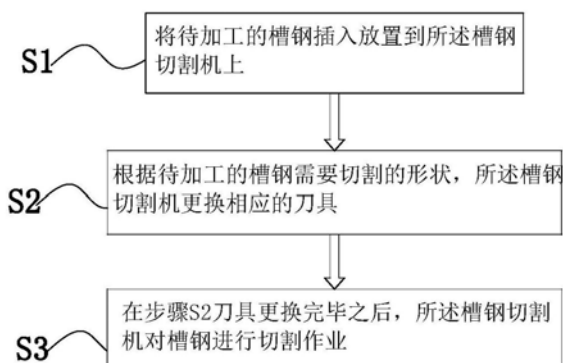 S1
将待加工的槽钢插入放置到所述槽钢
切割机上
S2
根据待加工的槽钢需要切割的形状，所述槽钢
切割机更换相应的刀具
S3
在步骤S2刀具更换完毕之后，所述槽钢切割
机对槽钢进行切割作业